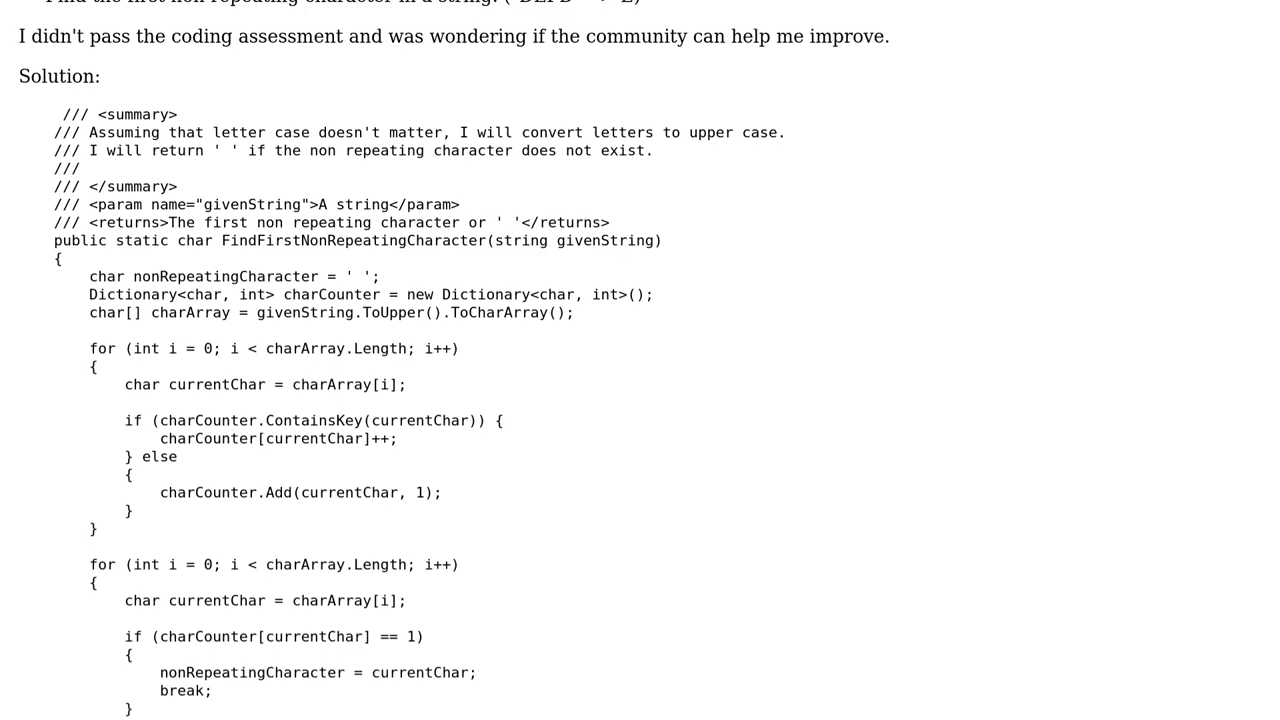 I didn't pass the coding assessment and was wondering if the community can help me improve.
Solution:
/// <summary>
/// Assuming that letter case doesn't matter, I will convert letters to upper case.
/// I will return ' ' if the non repeating character does not exist.
///
/// </summary>
/// <param name="givenString">A string</param>
/// <returns>The first non repeating character or ' '</returns>
public static char FindFirstNonRepeatingCharacter(string givenString)
{
char nonRepeatingCharacter = ' ';
Dictionary<char, int> charCounter = new Dictionary<char, int>();
char[] charArray = givenString.ToUpper().ToCharArray();
for (int i = 0; i < charArray.Length; i++)
{
char currentChar = charArray[i];
if (charCounter.ContainsKey(currentChar)) {
charCounter[currentChar]++;
} else
{
charCounter.Add(currentChar, 1);
}
}
for (int i = 0; i < charArray.Length; i++)
{
char currentChar = charArray[i];
if (charCounter[currentChar] == 1)
{
nonRepeatingCharacter = currentChar;
break;
}